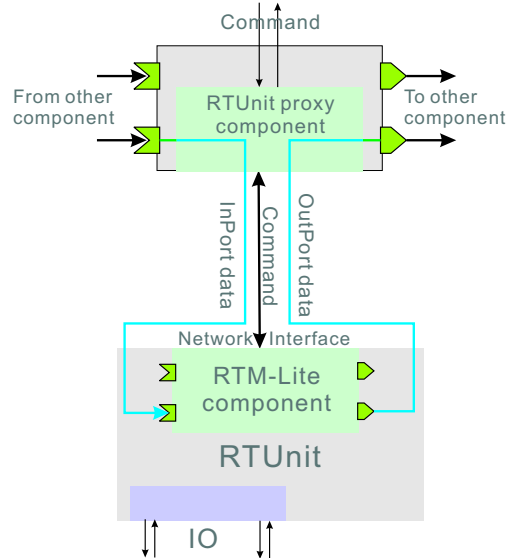 Command
From other
component
RTUnit proxy
component
To other
component
InPort data
Command
OutPort data
Network Interface
RTM-Lite
component
RTUnit
IO